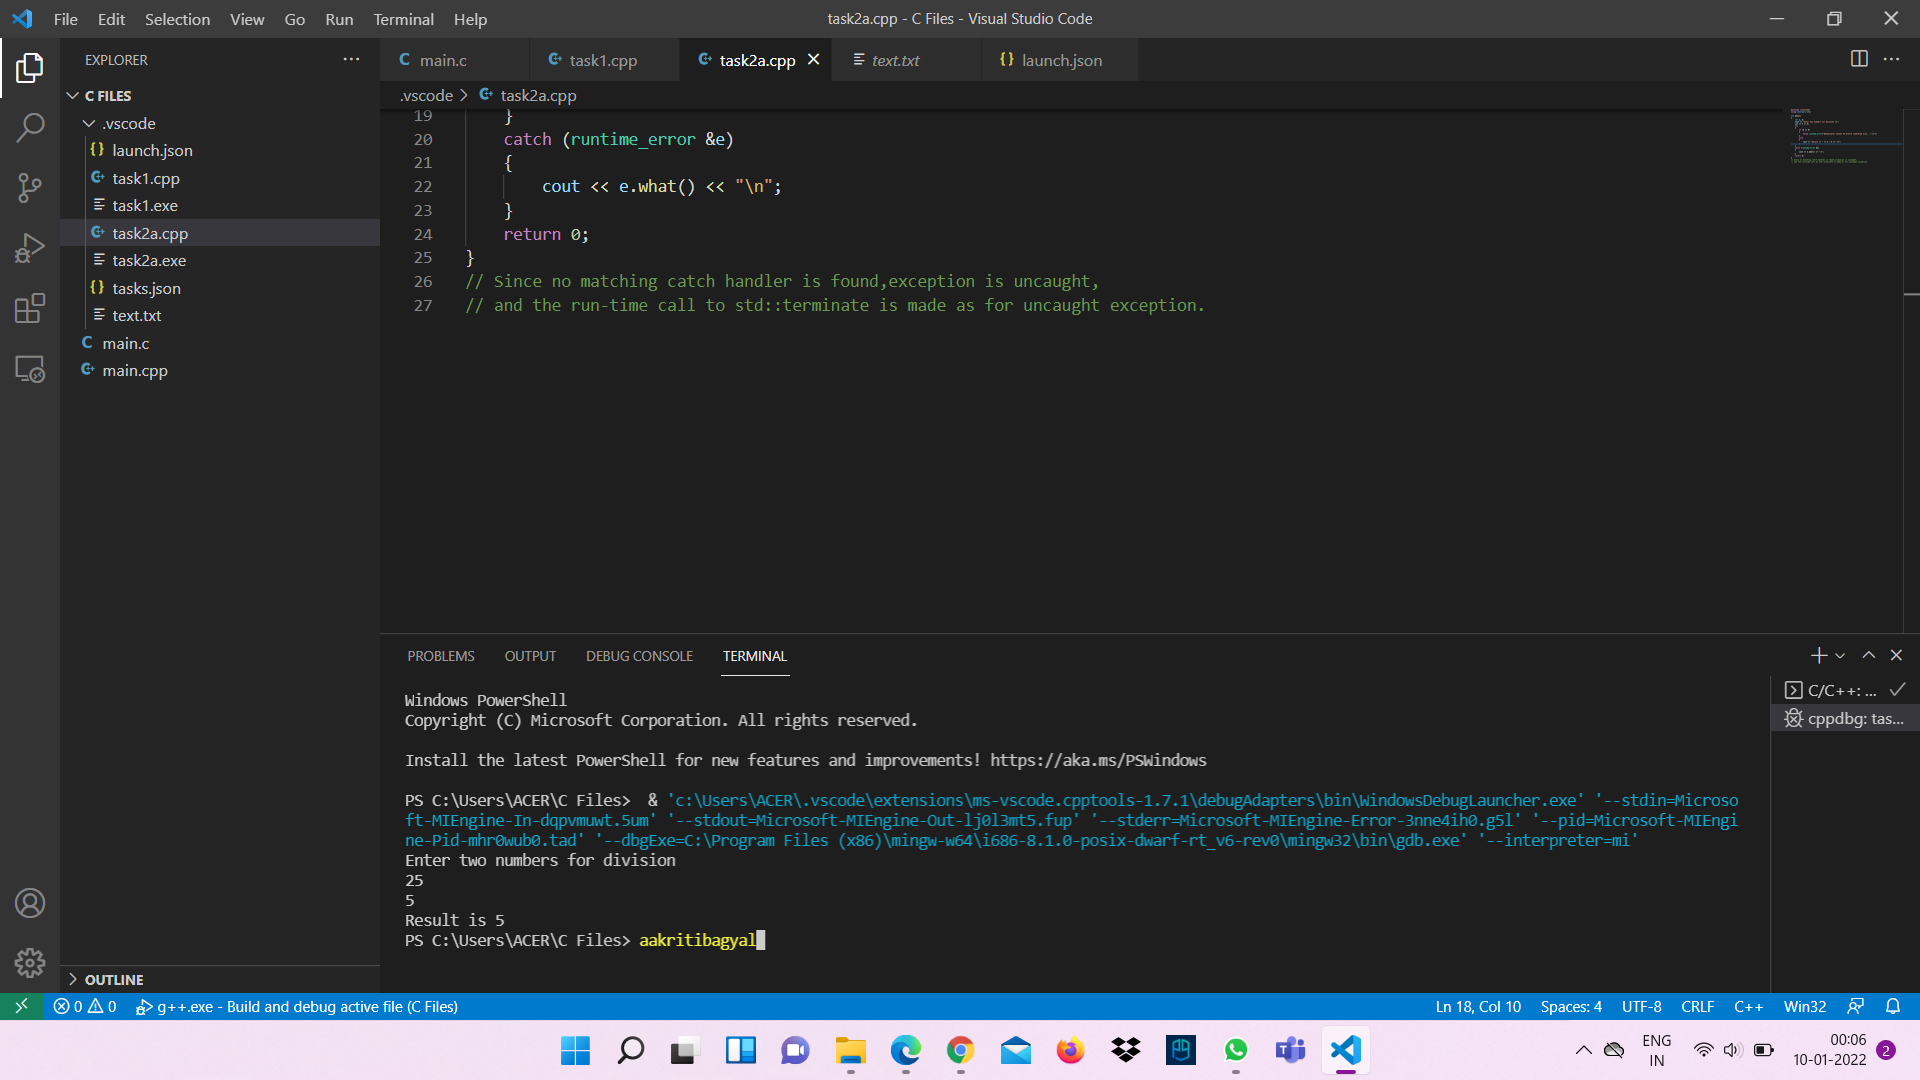 File Edit Selection View Go Run Terminal Help
task2a.cpp - C Files - Visual Studio Code
EXPLORER
C FILES
.vscode
launch.json
task1.cpp
task1.exe
task2a.cpp
task2a.exe
tasks.json
text.txt
main.c
main.cpp
OUTLINE
main.c task1.cpp task2a.cpp text.txt launch.json
.vscode > task2a.cpp
19 }
20 catch (runtime_error &e)
21 {
22 cout << e.what() << "\n";
23 }
24 return 0;
25 }
26 // Since no matching catch handler is found,exception is uncaught,
27 // and the run-time call to std::terminate is made as for uncaught exception.
PROBLEMS OUTPUT DEBUG CONSOLE TERMINAL
Windows PowerShell
Copyright (C) Microsoft Corporation. All rights reserved.
Install the latest PowerShell for new features and improvements! https://aka.ms/PSWindows
PS C:\Users\ACER\C Files>  & 'c:\Users\ACER\.vscode\extensions\ms-vscode.cpptools-1.7.1\debugAdapters\bin\WindowsDebugLauncher.exe' '--stdin=Microso
ft-MIEngine-In-dqpvmuwt.5um' '--stdout=Microsoft-MIEngine-Out-lj0l3mt5.fup' '--stderr=Microsoft-MIEngine-Error-3nne4ih0.g5l' '--pid=Microsoft-MIEngi
ne-Pid-mhr0wub0.tad' '--dbgExe=C:\Program Files (x86)\mingw-w64\i686-8.1.0-posix-dwarf-rt_v6-rev0\mingw32\bin\gdb.exe' '--interpreter=mi'
Enter two numbers for division
25
5
Result is 5
PS C:\Users\ACER\C Files> aakritibagyal
C/C++: ...
cppdbg: tas...
0 0 g++.exe - Build and debug active file (C Files)
Ln 18, Col 10 Spaces: 4 UTF-8 CRLF C++ Win32
ENG
IN
00:06
10-01-2022
2